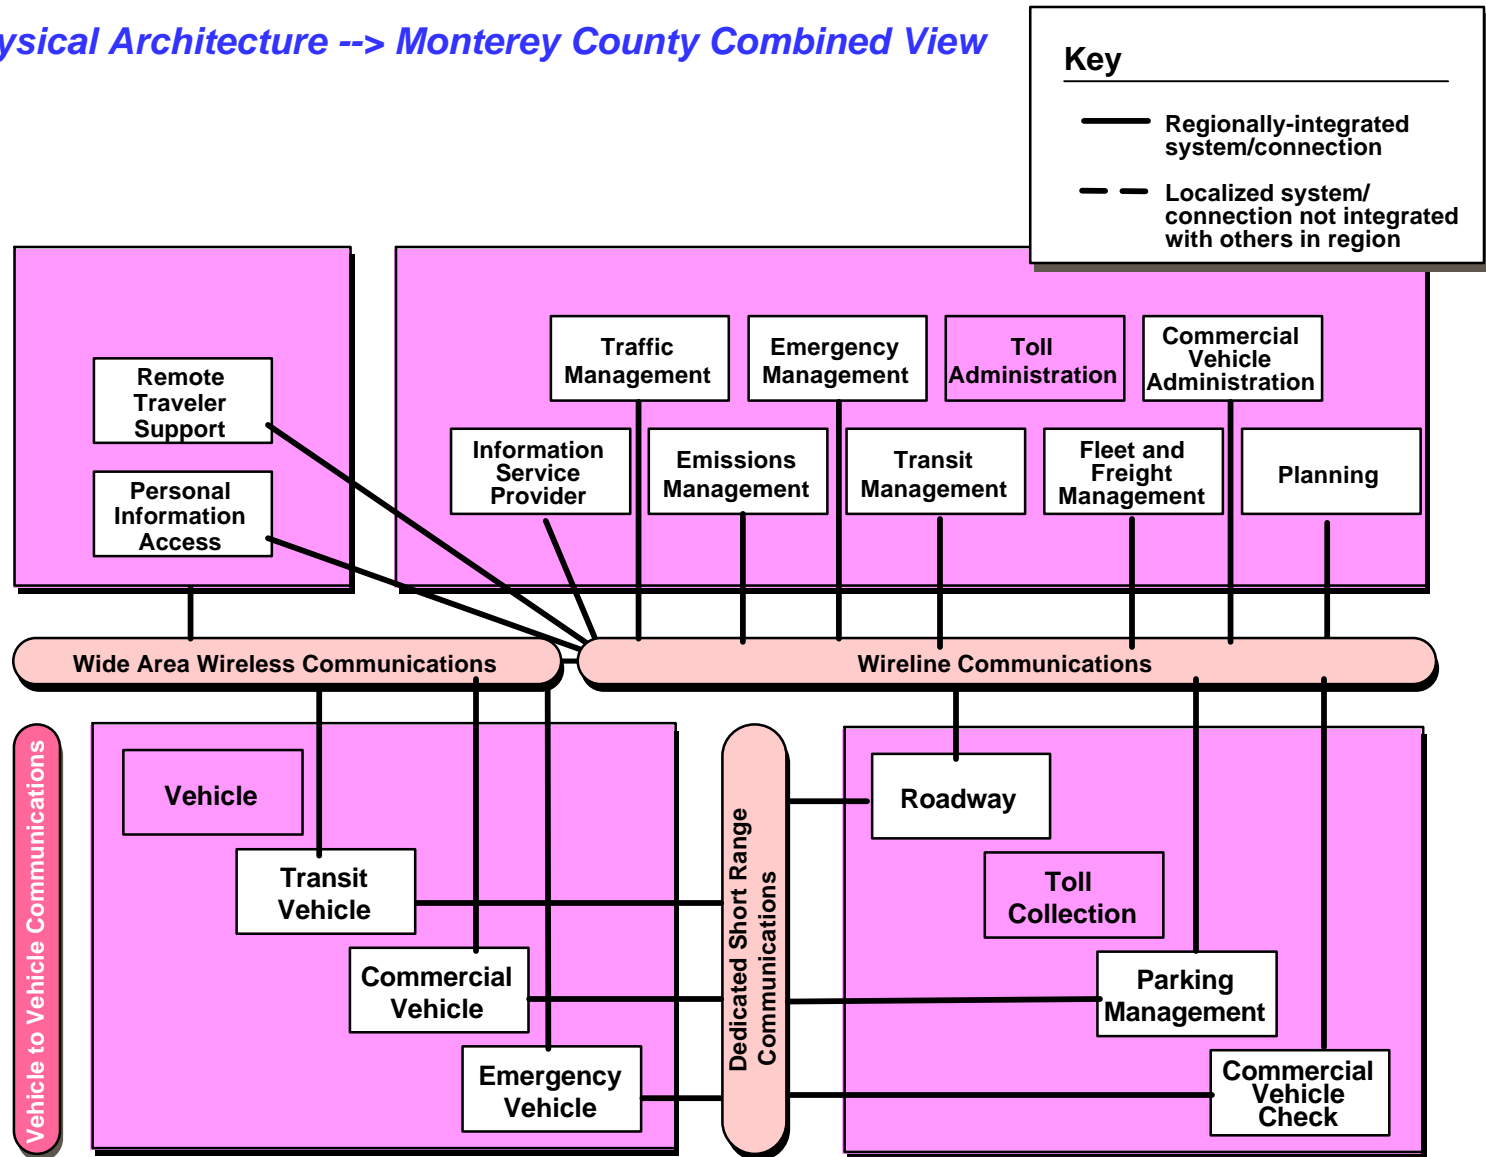 ysical Architecture --> Monterey County Combined View
Key
Regionally-integrated
system/connection
Localized system/
connection not integrated
with others in region
Remote
Traveler
Support
Personal
Information
Access
Traffic
Management
Emergency
Management
Toll
Administration
Commercial
Vehicle
Administration
Information
Service
Provider
Emissions
Management
Transit
Management
Fleet and
Freight
Management
Planning
Wide Area Wireless Communications
Wireline Communications
Vehicle to Vehicle Communications
Vehicle
Transit
Vehicle
Commercial
Vehicle
Emergency
Vehicle
Dedicated Short Range
Communications
Roadway
Toll
Collection
Parking
Management
Commercial
Vehicle
Check